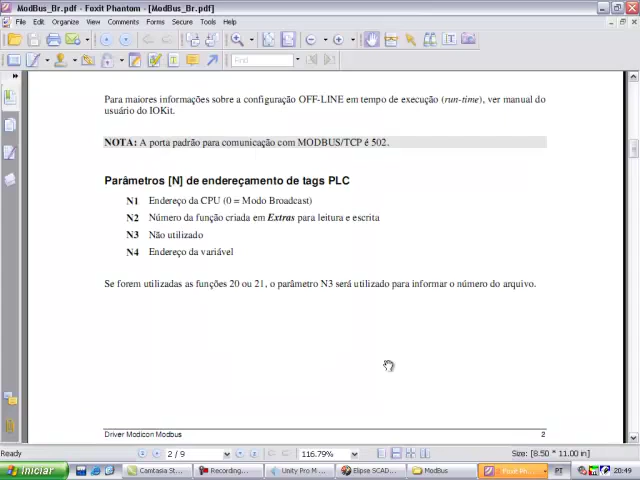 ModBus_Br.pdf - Foxit Phantom - [ModBus_Br.pdf]
File Edit Organize View Comments Forms Secure Tools Help
Find
Para maiores informações sobre a configuração OFF-LINE em tempo de execução (run-time), ver manual do
usuário do IOKit.
NOTA: A porta padrão para comunicação com MODBUS/TCP é 502.
Parâmetros [N] de endereçamento de tags PLC
N1 Endereço da CPU (0 = Modo Broadcast)
N2 Número da função criada em Extras para leitura e escrita
N3 Não utilizado
N4 Endereço da variável
Se forem utilizadas as funções 20 ou 21, o parâmetro N3 será utilizado para informar o número do arquivo.
Driver Modicon Modbus 2
Ready 2 / 9 116.79% Size: [8.50 * 11.00 in]
Iniciar Camtasia St... Recording... Unity Pro M... Elipse SCAD... ModBus PT 20:49